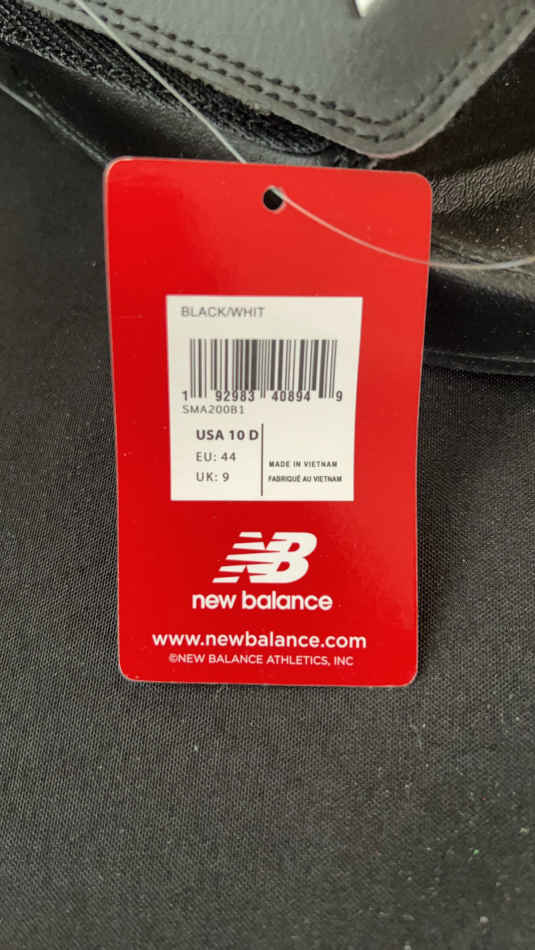 BLACK/WHIT
1 92983 40894 9
SMA200B1
USA 10 D
EU: 44
UK: 9
MADE IN VIETNAM
FABRIQUÉ AU VIETNAM
NB
new balance
www.newbalance.com
©NEW BALANCE ATHLETICS, INC